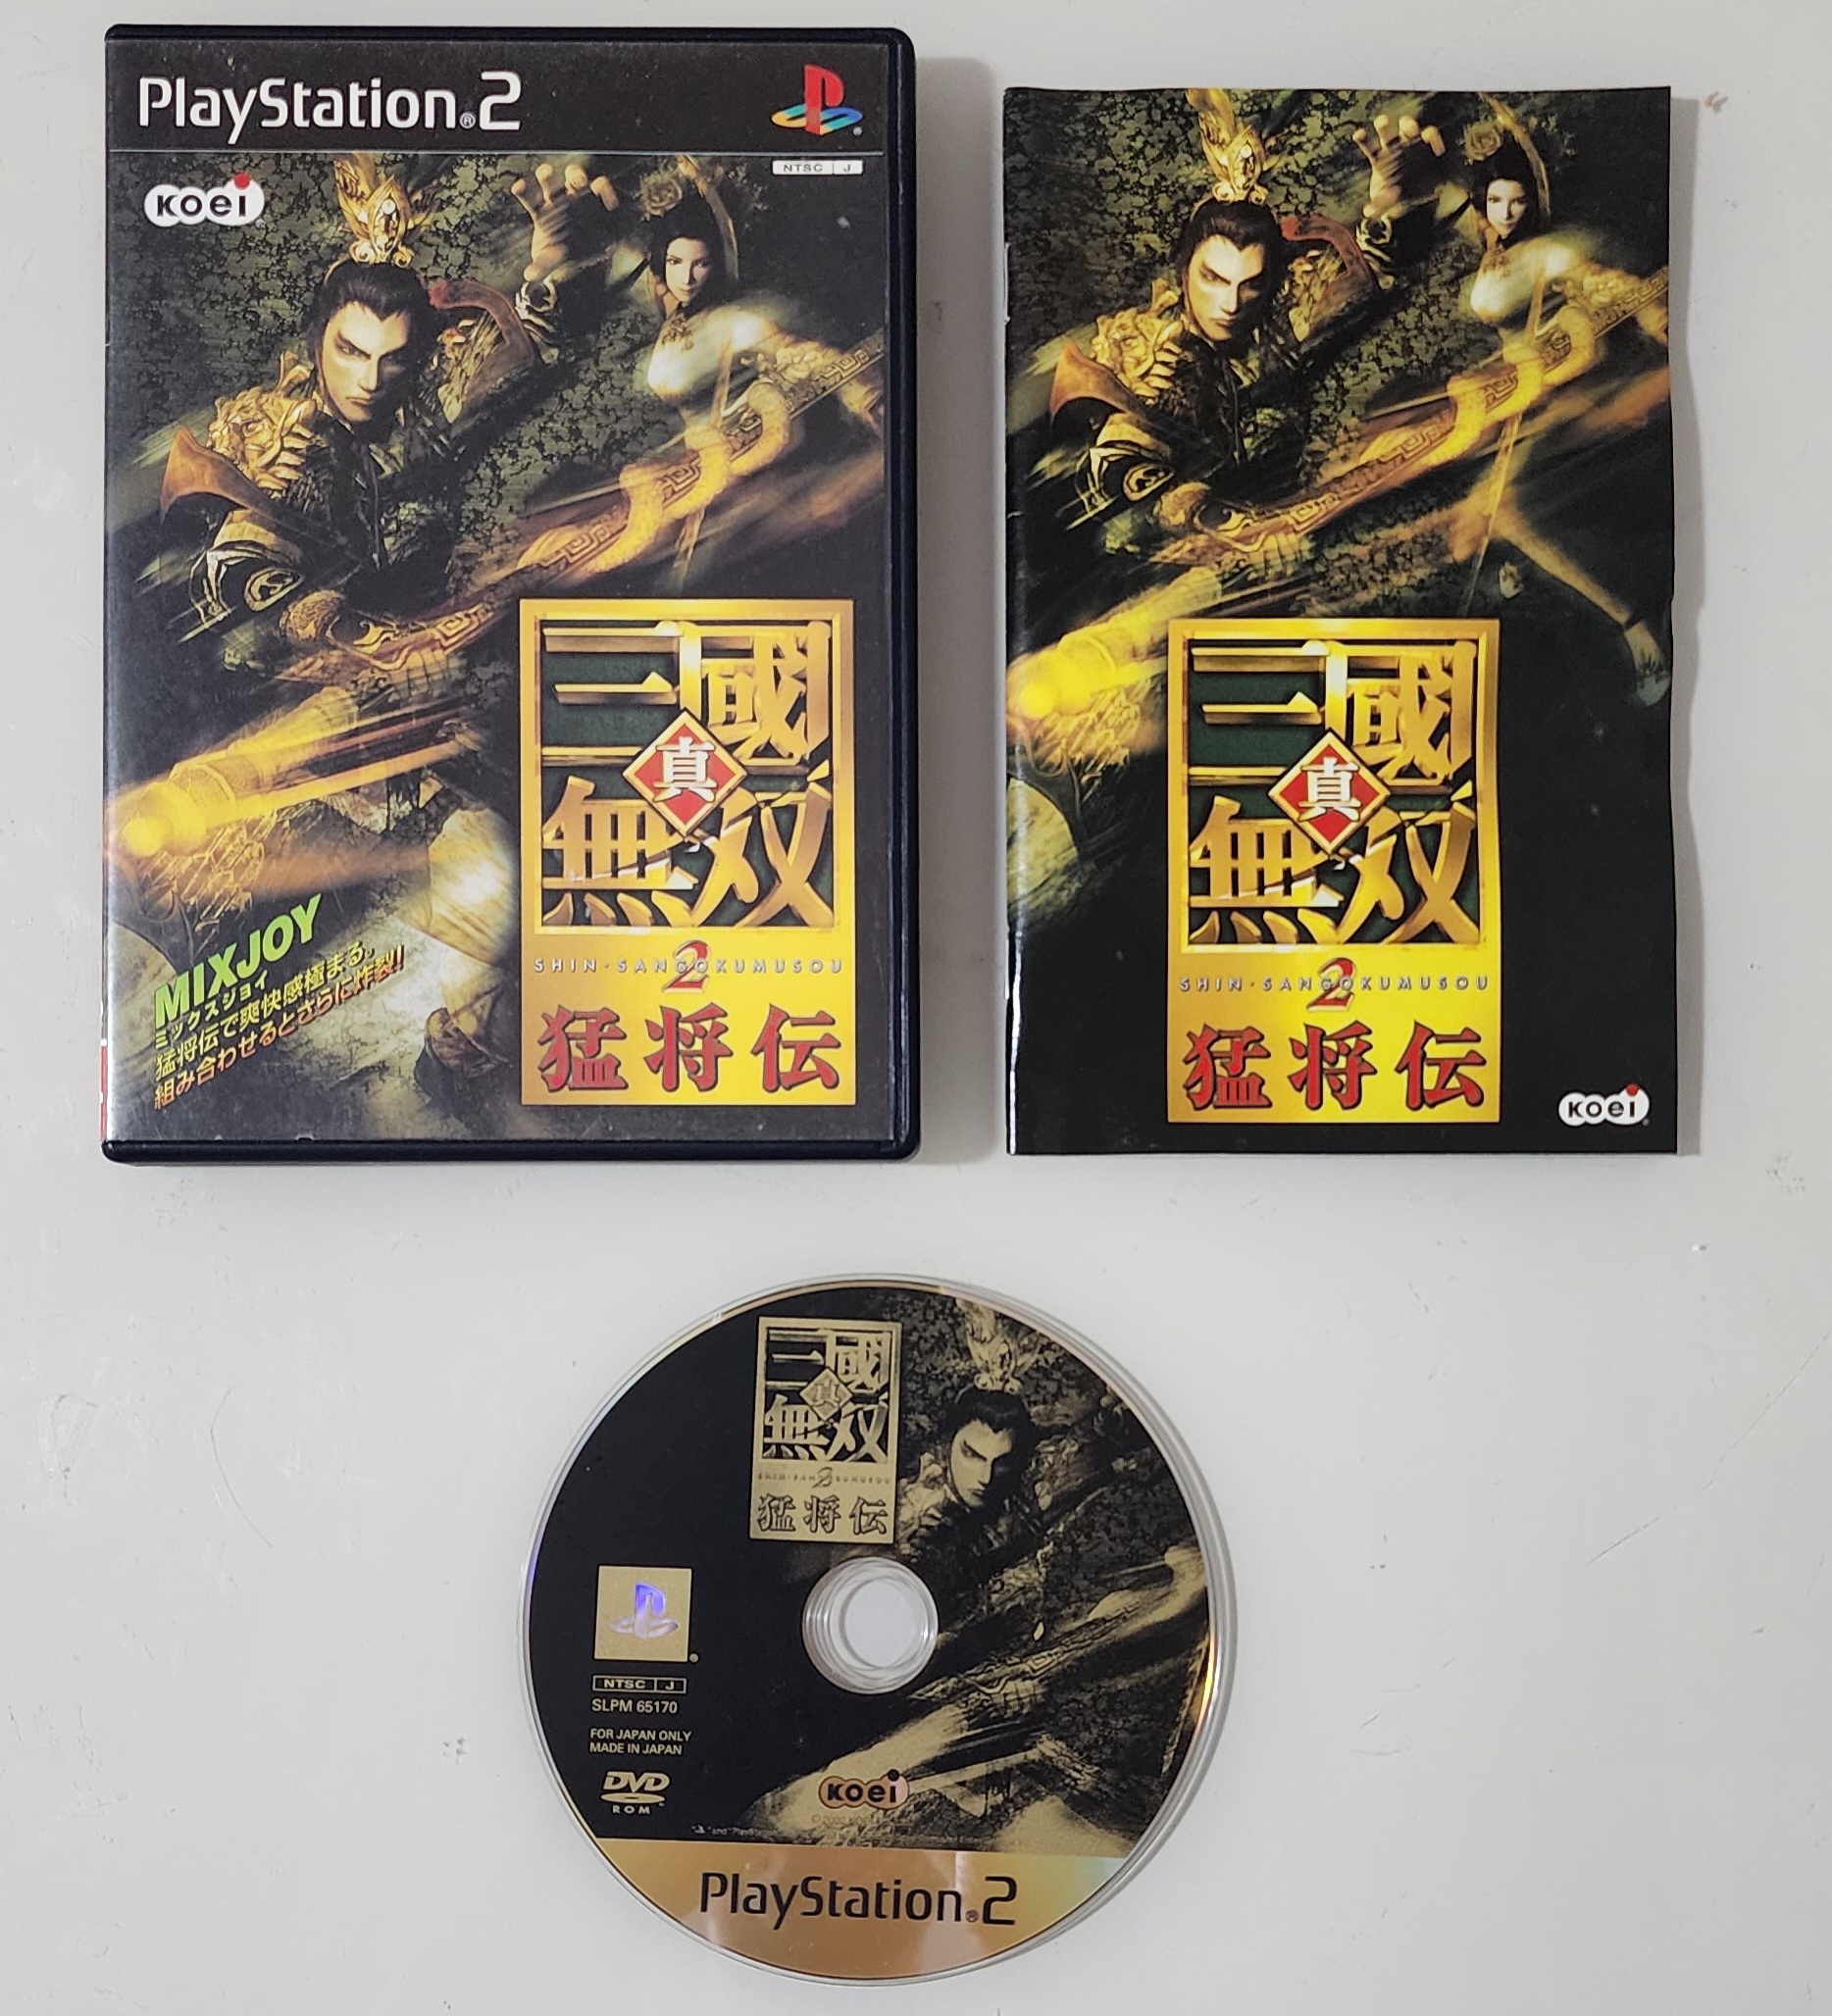 PlayStation®2
NTSC J
KOEI
三國
無双
真
2
SHIN・SANGOKUMUSOU
猛将伝
MIXJOY
ミックスジョイ
猛将伝で爽快感極まる。
組み合わせるとさらに炸裂!
三國
無双
真
2
SHIN・SANGOKUMUSOU
猛将伝
KOEI
三國
無双
真
2
SHIN・SANGOKUMUSOU
猛将伝
NTSC J
SLPM 65170
FOR JAPAN ONLY
MADE IN JAPAN
DVD
ROM
KOEI
PlayStation®2